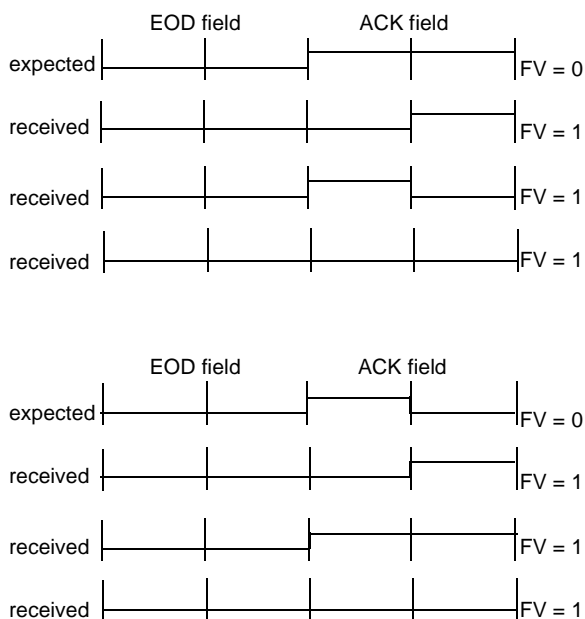 EOD field ACK field
expected FV = 0
received FV = 1
received FV = 1
received FV = 1
EOD field ACK field
expected FV = 0
received FV = 1
received FV = 1
received FV = 1